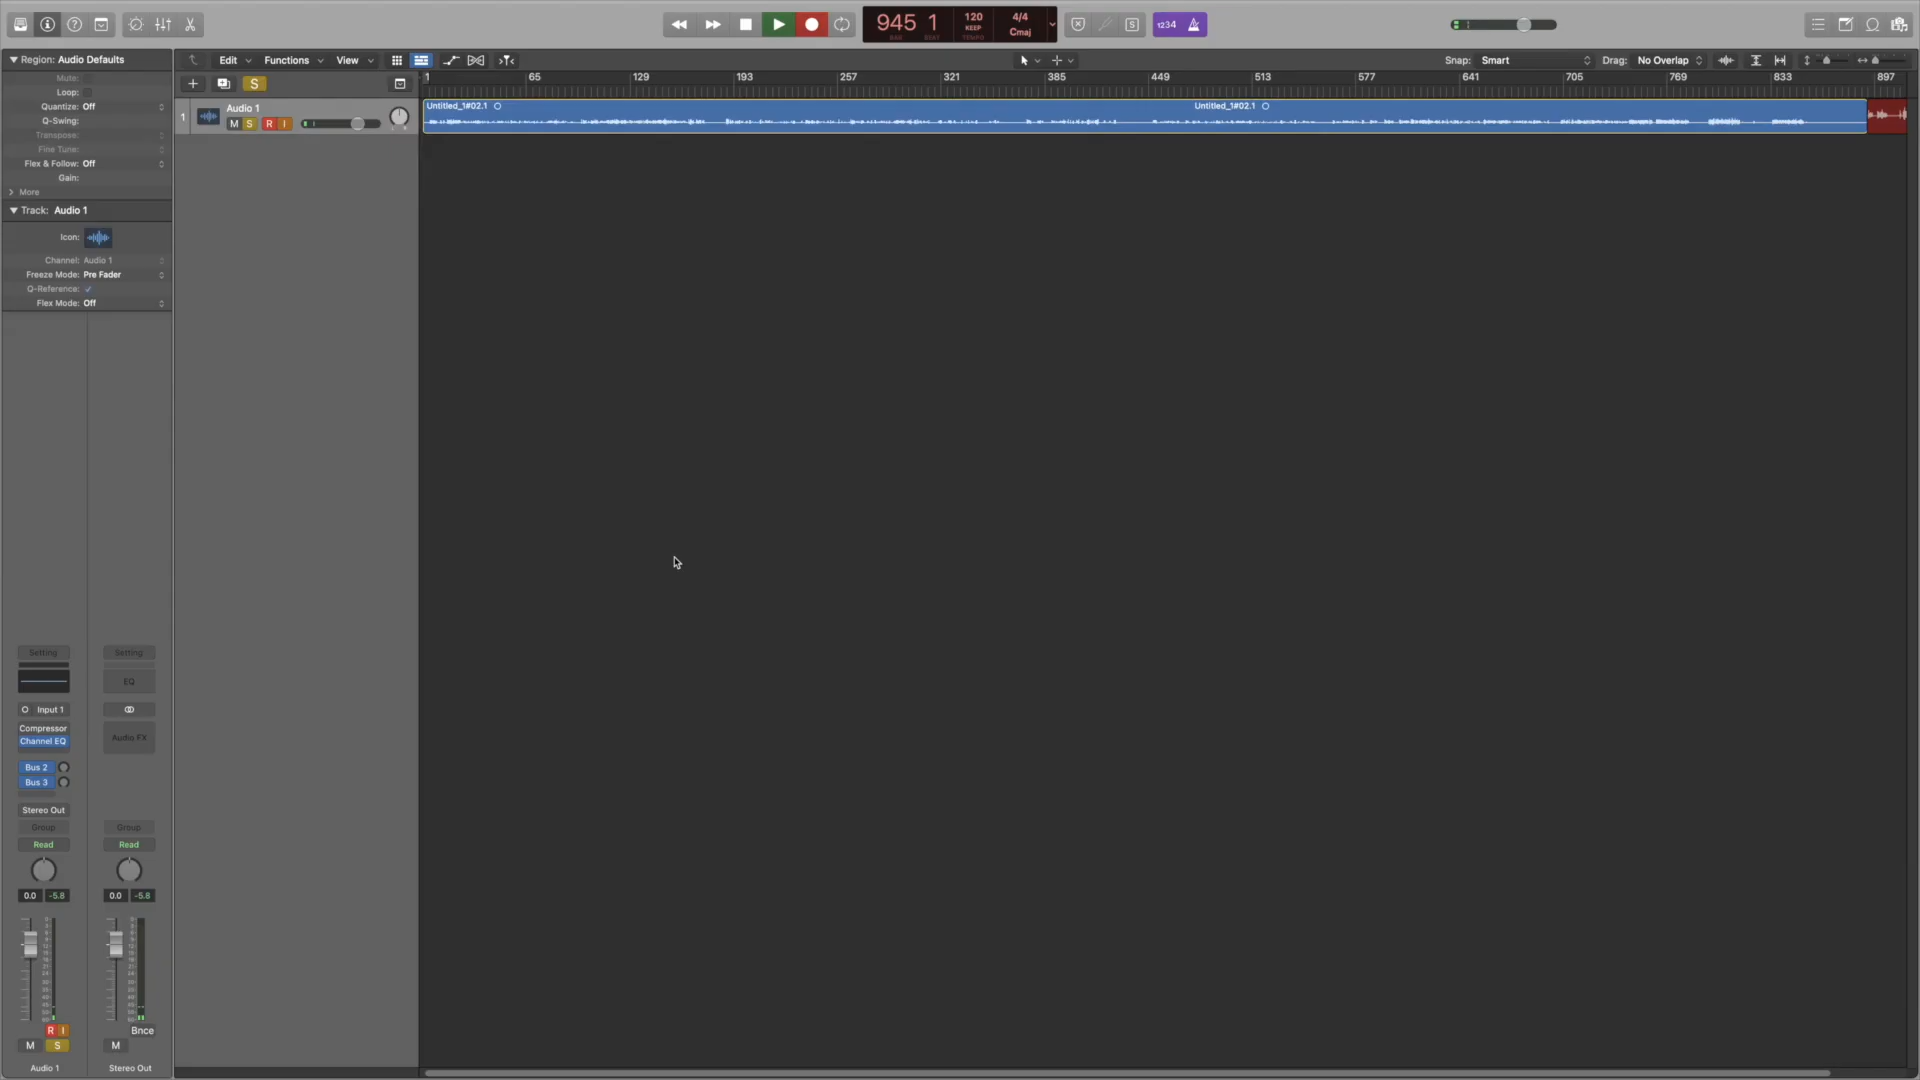 945 1
BAR BEAT
120
KEEP
TEMPO
4/4
Cmaj
S
1234
Region: Audio Defaults
Mute:
Loop:
Quantize: Off
Q-Swing:
Transpose:
Fine Tune:
Flex & Follow: Off
Gain:
More
Track: Audio 1
Icon:
Channel: Audio 1
Freeze Mode: Pre Fader
Q-Reference:
Flex Mode: Off
Edit
Functions
View
Snap: Smart
Drag: No Overlap
S
1 65 129 193 257 321 385 449 513 577 641 705 769 833 897
1
Audio 1
M S R I
Untitled_1#02.1
Untitled_1#02.1
Setting
Setting
EQ
Input 1
Compressor
Channel EQ
Audio FX
Bus 2
Bus 3
Stereo Out
Group
Group
Read
Read
0.0 -5.8
0.0 -5.8
R I
Bnce
M S
M
Audio 1
Stereo Out